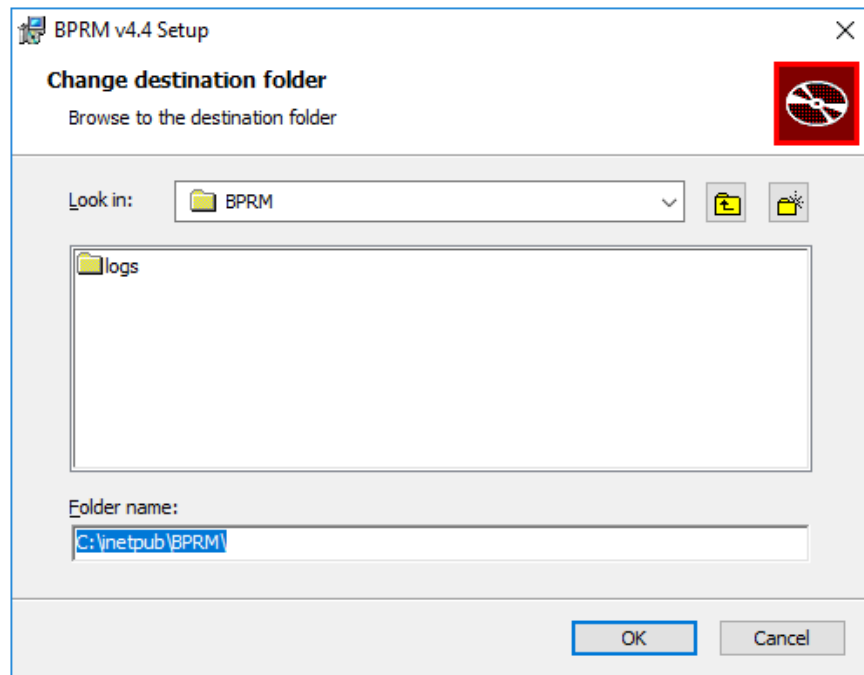 BPRM v4.4 Setup
Change destination folder
Browse to the destination folder
Look in:
BPRM
logs
Folder name:
C:\inetpub\BPRM\
OK
Cancel